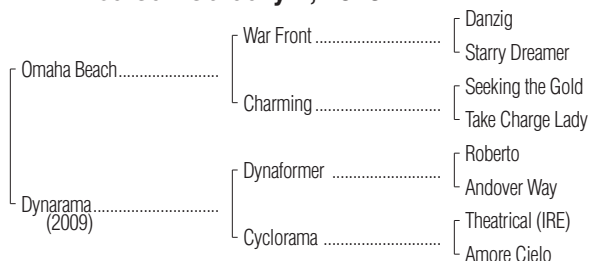 Danzig
War Front ................................
Starry Dreamer
Omaha Beach.........................
Seeking the Gold
Charming ................................
Take Charge Lady
Roberto
Dynaformer ............................
Andover Way
Dynarama...............................
(2009)
Theatrical (IRE)
Cyclorama ..............................
Amore Cielo